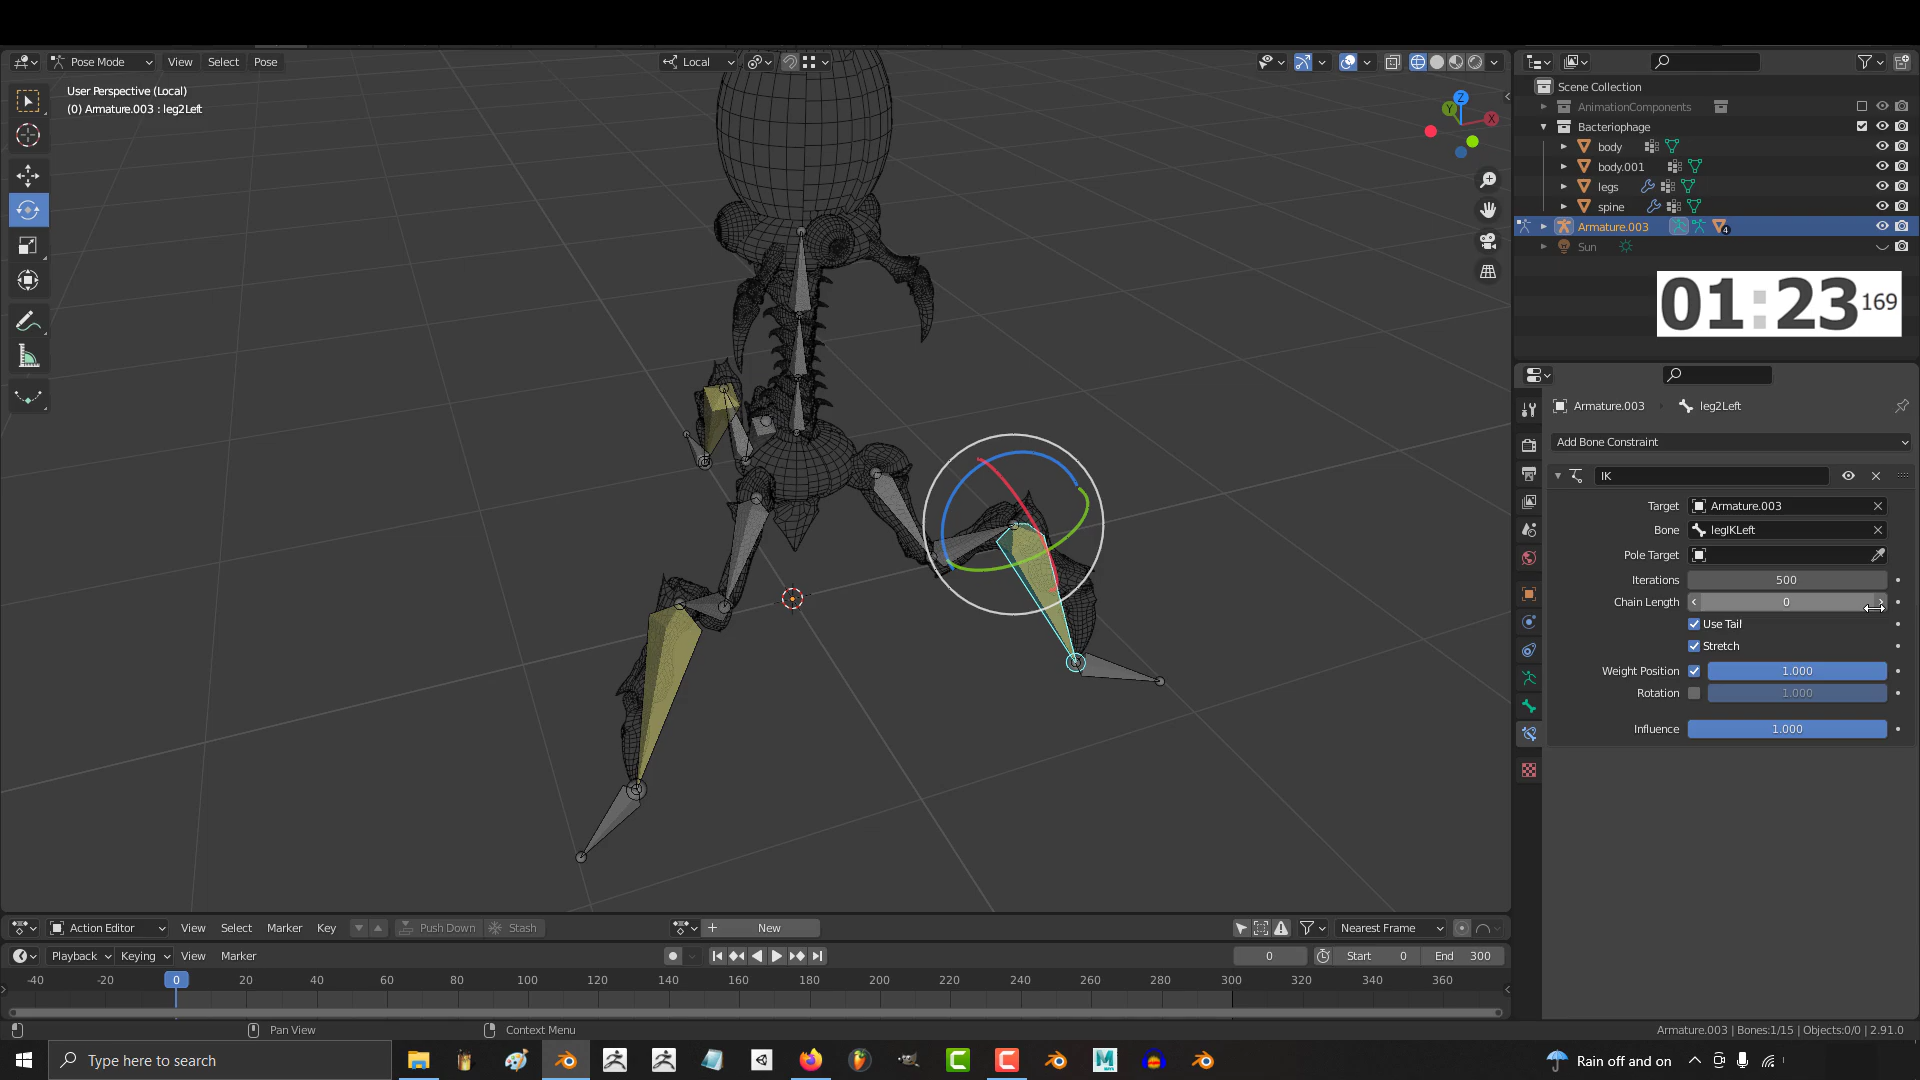 Pose Mode View Select Pose Local
User Perspective (Local)
(0) Armature.003 : leg2Left
Z
Y
X
Scene Collection
AnimationComponents
Bacteriophage
body
body.001
legs
spine
Armature.003 4
Sun
01:23 169
Armature.003 leg2Left
Add Bone Constraint
IK
Target Armature.003
Bone legIKLeft
Pole Target
Iterations 500
Chain Length 0
Use Tail
Stretch
Weight Position 1.000
Rotation 1.000
Influence 1.000
Action Editor View Select Marker Key Push Down Stash New Nearest Frame
Playback Keying View Marker 0 Start 0 End 300
-40 -20 0 20 40 60 80 100 120 140 160 180 200 220 240 260 280 300 320 340 360
Pan View Context Menu Armature.003 | Bones:1/15 | Objects:0/0 | 2.91.0
Type here to search Rain off and on